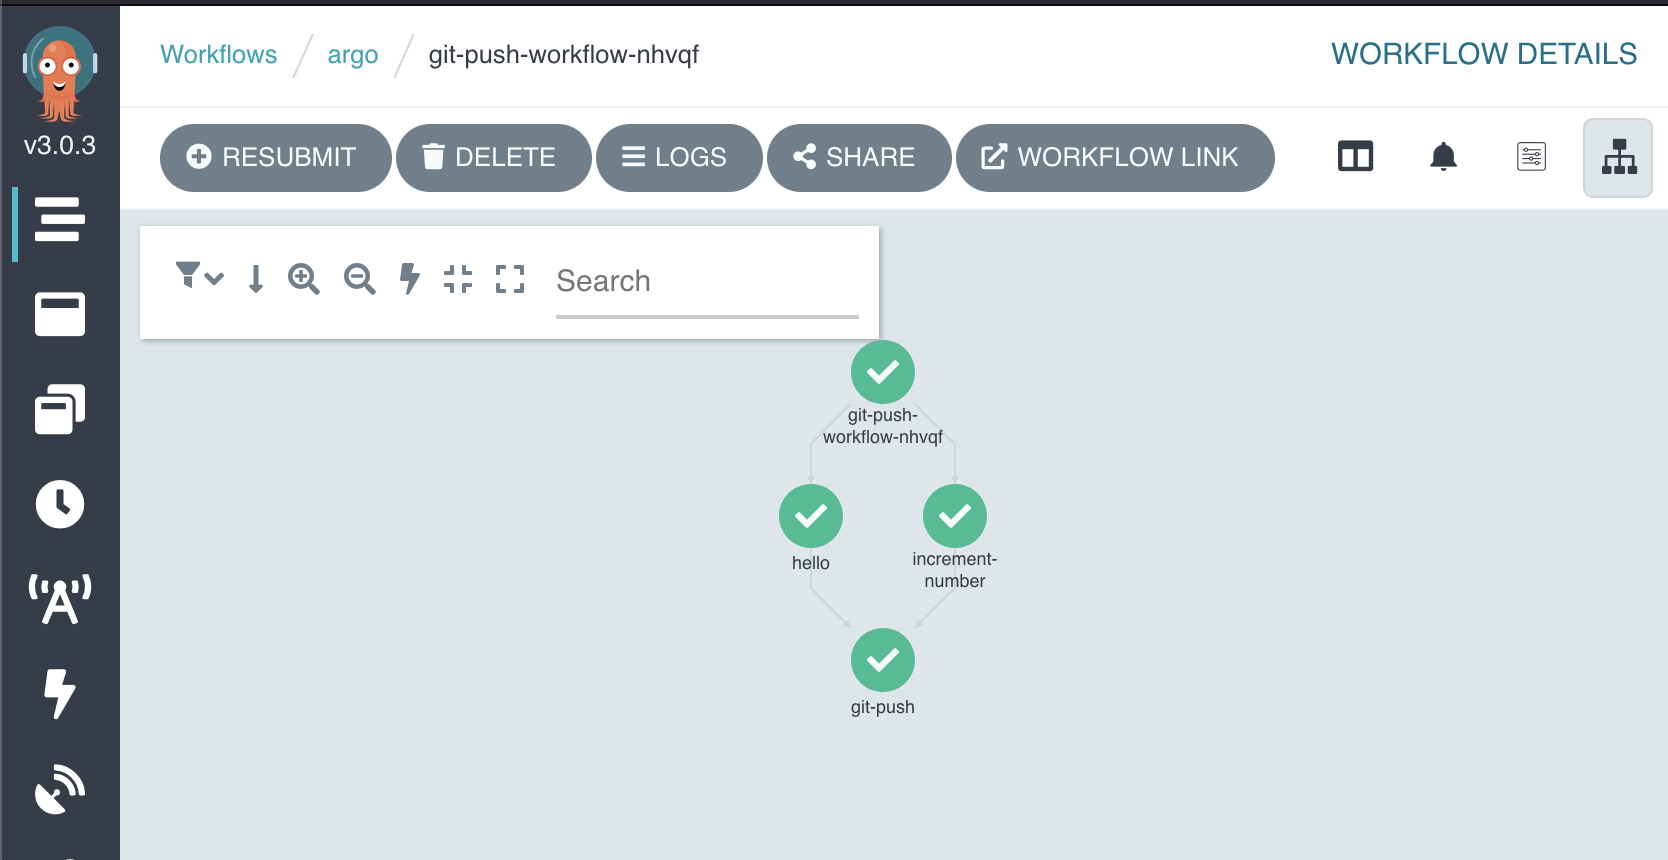 Workflows / argo / git-push-workflow-nhvqf
WORKFLOW DETAILS
v3.0.3
RESUBMIT
DELETE
LOGS
SHARE
WORKFLOW LINK
Search
git-push-
workflow-nhvqf
hello
increment-
number
git-push